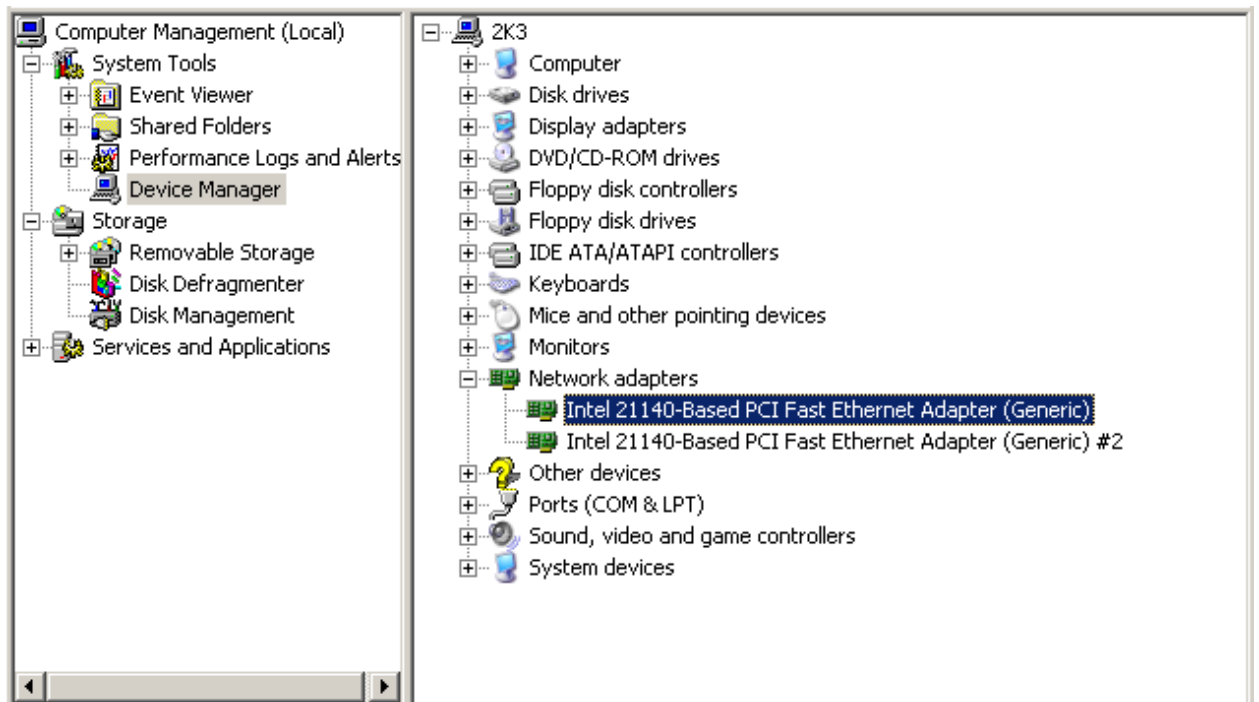 Computer Management (Local)
System Tools
Event Viewer
Shared Folders
Performance Logs and Alerts
Device Manager
Storage
Removable Storage
Disk Defragmenter
Disk Management
Services and Applications
2K3
Computer
Disk drives
Display adapters
DVD/CD-ROM drives
Floppy disk controllers
Floppy disk drives
IDE ATA/ATAPI controllers
Keyboards
Mice and other pointing devices
Monitors
Network adapters
Intel 21140-Based PCI Fast Ethernet Adapter (Generic)
Intel 21140-Based PCI Fast Ethernet Adapter (Generic) #2
Other devices
Ports (COM & LPT)
Sound, video and game controllers
System devices